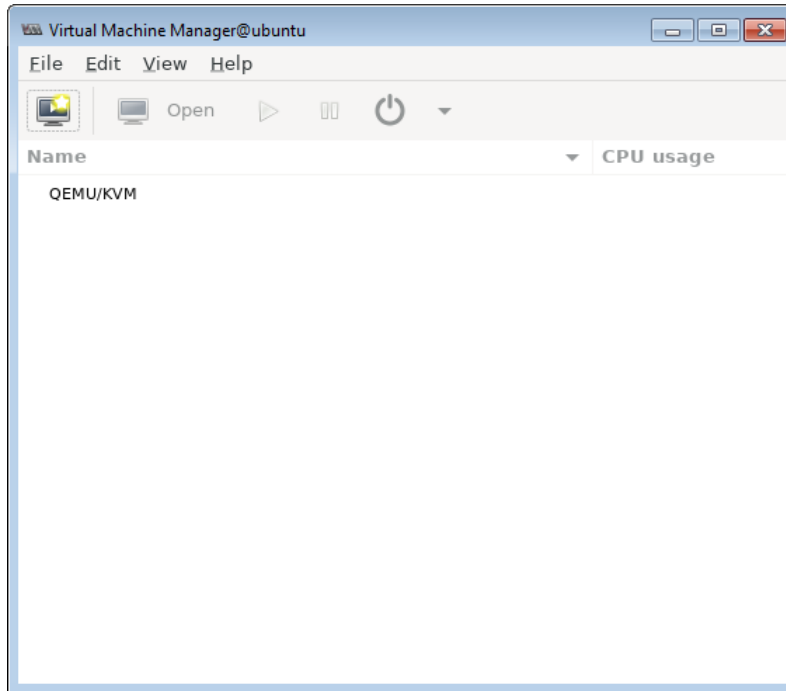 Virtual Machine Manager@ubuntu
File Edit View Help
Open
Name CPU usage
QEMU/KVM